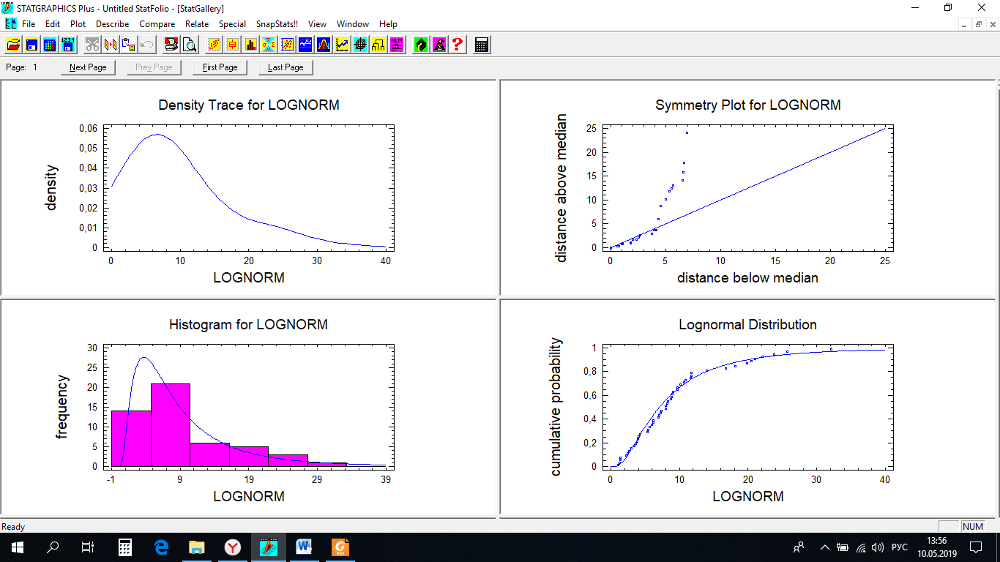 STATGRAPHICS Plus - Untitled StatFolio - [StatGallery]
File Edit Plot Describe Compare Relate Special SnapStats!! View Window Help
1234
GLM
?
Page: 1 Next Page Prev Page First Page Last Page
Density Trace for LOGNORM
density
0,06
0,05
0,04
0,03
0,02
0,01
0
0 10 20 30 40
LOGNORM
Symmetry Plot for LOGNORM
distance above median
25
20
15
10
5
0
0 5 10 15 20 25
distance below median
Histogram for LOGNORM
frequency
30
25
20
15
10
5
0
-1 9 19 29 39
LOGNORM
Lognormal Distribution
cumulative probability
1
0,8
0,6
0,4
0,2
0
0 10 20 30 40
LOGNORM
Ready NUM
РУС
13:56
10.05.2019